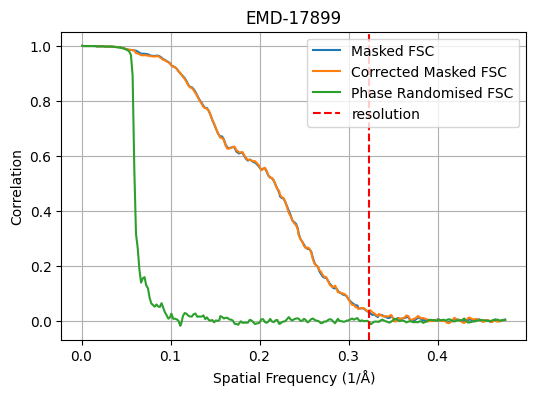 EMD-17899
1.0
0.8
0.6
0.4
0.2
0.0
Correlation
Masked FSC
Corrected Masked FSC
Phase Randomised FSC
resolution
0.0 0.1 0.2 0.3 0.4
Spatial Frequency (1/Å)